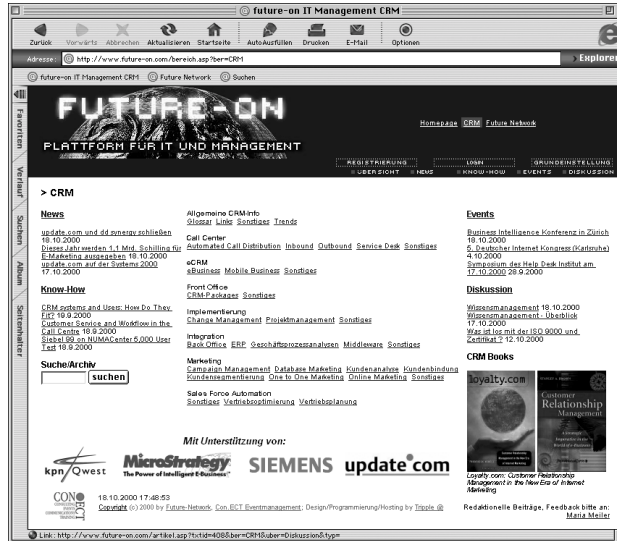 future-on IT Management CRM
Zurück Vorwärts Abbrechen Aktualisieren Startseite AutoAusfüllen Drucken E-Mail Optionen
Adresse: http://www.future-on.com/bereich.asp?ber=CRM
Explorer
future-on IT Management CRM Future Network Suchen
Favoriten
Verlauf
Suchen
Album
Seitenhalter
FUTURE-ON
PLATTFORM FÜR IT UND MANAGEMENT
Homepage CRM Future Network
REGISTRIERUNG LOGIN GRUNDEINSTELLUNG
ÜBERSICHT NEWS KNOW-HOW EVENTS DISKUSSION
> CRM
News
update.com und dd synergy schließen
18.10.2000
Dieses Jahr werden 1,1 Mrd. Schilling für
E-Marketing ausgegeben 18.10.2000
update.com auf der Systems 2000
17.10.2000
Know-How
CRM systems and Users: How Do They
Fit? 19.9.2000
Customer Service and Workflow in the
Call Centre 18.9.2000
Siebel 99 on NUMACenter 5,000 User
Test 18.9.2000
Suche/Archiv
suchen
Allgemeine CRM-Info
Glossar Links Sonstiges Trends
Call Center
Automated Call Distribution Inbound Outbound Service Desk Sonstiges
eCRM
eBusiness Mobile Business Sonstiges
Front Office
CRM-Packages Sonstiges
Implementierung
Change Management Projektmanagement Sonstiges
Integration
Back Office ERP Geschäftsprozessanalysen Middleware Sonstiges
Marketing
Campaign Management Database Marketing Kundenanalyse Kundenbindung
Kundensegmentierung One to One Marketing Online Marketing Sonstiges
Sales Force Automation
Sonstiges Vertriebsoptimierung Vertriebsplanung
Events
Business Intelligence Konferenz in Zürich
18.10.2000
5. Deutscher Internet Kongress (Karlsruhe)
4.10.2000
Symposium des Help Desk Institut am
17.10.2000 28.9.2000
Diskussion
Wissensmanagement 18.10.2000
Wissensmanagement - Überblick
17.10.2000
Was ist los mit der ISO 9000 und
Zertifikat ? 12.10.2000
CRM Books
loyalty.com
Customer
Relationship
Management
Loyalty.com: Customer Relationship
Management in the New Era of Internet
Marketing
Mit Unterstützung von:
kpnQwest
MicroStrategy
The Power of Intelligent E-Business
SIEMENS
update.com
CON
ECT
18.10.2000 17:48:53
Copyright (c) 2000 by Future-Network, Con.ECT Eventmanagement; Design/Programmierung/Hosting by Tripple @
Redaktionelle Beiträge, Feedback bitte an:
Maria Meiler
Link: http://www.future-on.com/artikel.asp?txtid=408&ber=CRM&uber=Diskussion&typ=